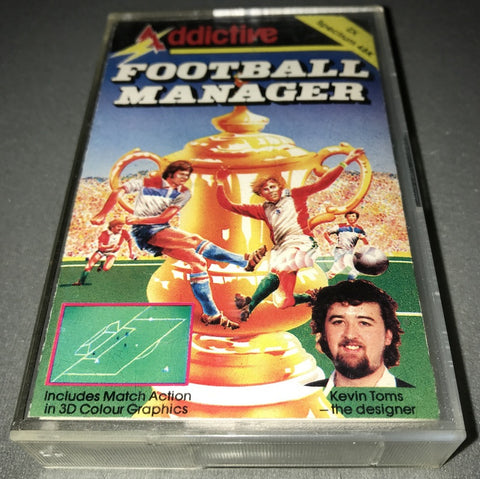 Addictive
ZX
Spectrum 48K
FOOTBALL
MANAGER
Includes Match Action
in 3D Colour Graphics
Kevin Toms
– the designer